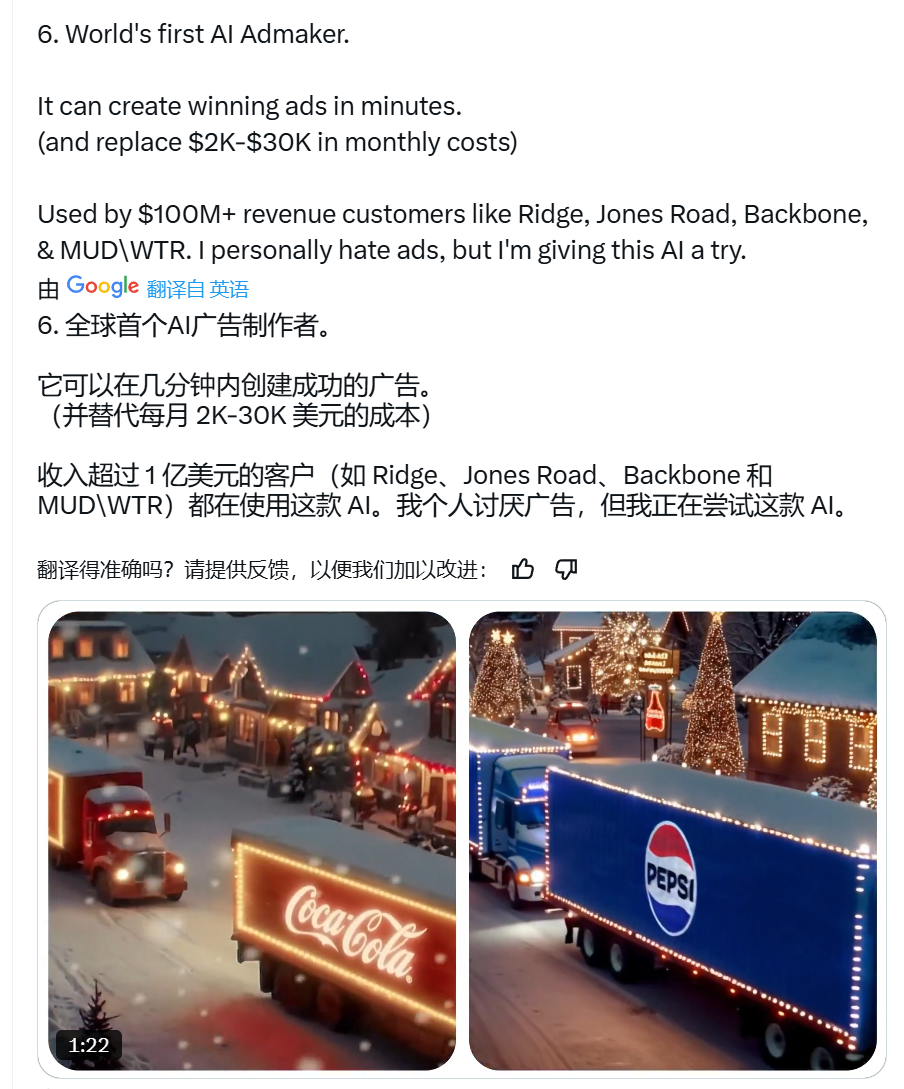 6. World's first AI Admaker.
It can create winning ads in minutes.
(and replace $2K-$30K in monthly costs)
Used by $100M+ revenue customers like Ridge, Jones Road, Backbone,
& MUD\WTR. I personally hate ads, but I'm giving this AI a try.
由 Google 翻译自 英语
6. 全球首个AI广告制作者。
它可以在几分钟内创建成功的广告。
（并替代每月 2K-30K 美元的成本）
收入超过 1 亿美元的客户（如 Ridge、Jones Road、Backbone 和
MUD\WTR）都在使用这款 AI。我个人讨厌广告，但我正在尝试这款 AI。
翻译得准确吗？请提供反馈，以便我们加以改进：
Coca-Cola
1:22
PEPSI